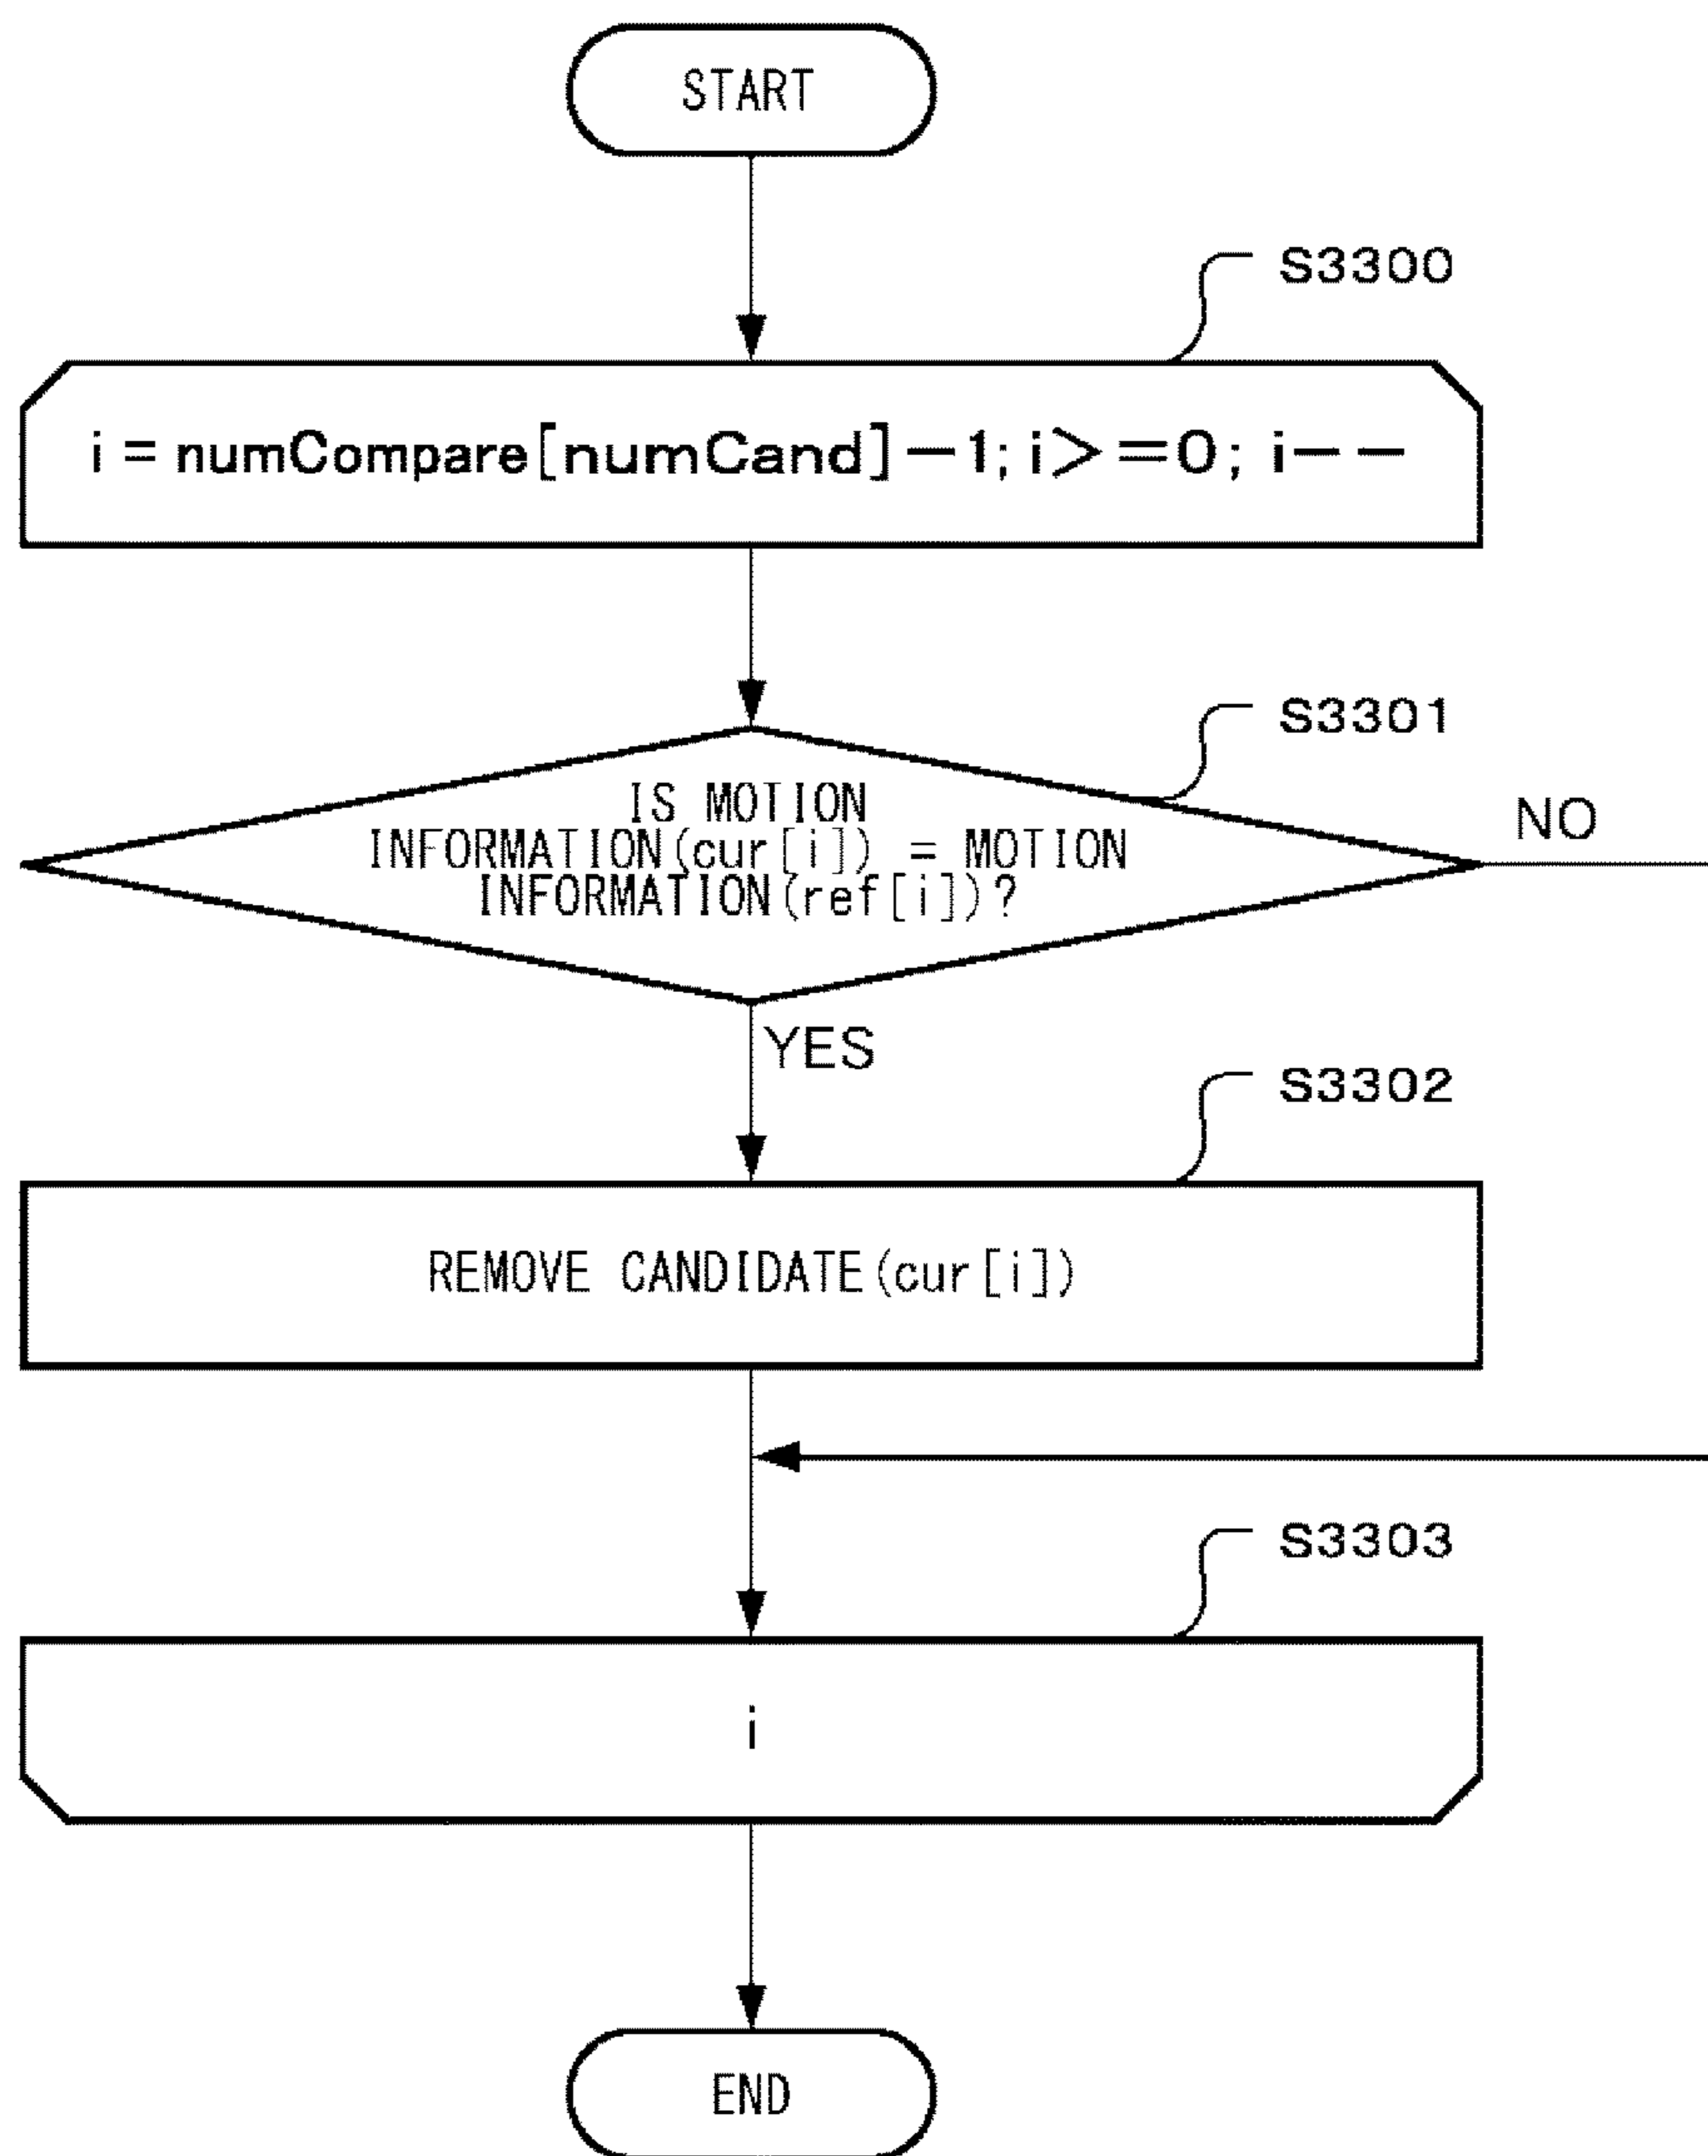 START
S3300
i = numCompare[numCand]-1; i>=0; i--
S3301
IS MOTION
INFORMATION(cur[i]) = MOTION
INFORMATION(ref[i])?
NO
YES
S3302
REMOVE CANDIDATE(cur[i])
S3303
i
END